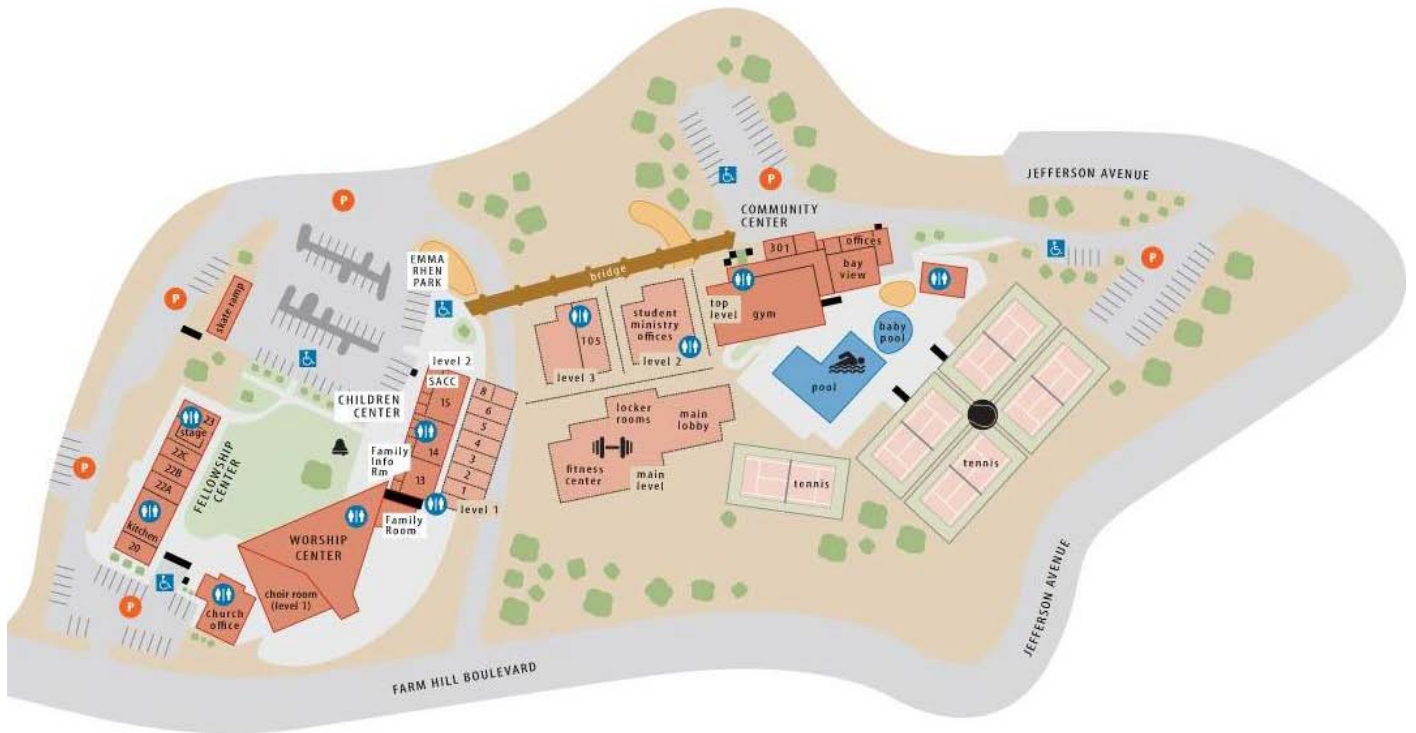 P
JEFFERSON AVENUE
P
COMMUNITY
CENTER
301
offices
bay
view
P
EMMA
RHEN
PARK
bridge
top
level
gym
baby
pool
pool
P
skate ramp
105
level 3
student
ministry
offices
level 2
level 2
SACC
15
14
13
8
6
5
4
3
2
1
level 1
CHILDREN
CENTER
Family
Info
Rm
Family
Room
locker
rooms
main
lobby
fitness
center
main
level
tennis
tennis
P
23
stage
22C
22B
22A
kitchen
20
FELLOWSHIP
CENTER
WORSHIP
CENTER
choir room
(level 1)
church
office
P
JEFFERSON AVENUE
FARM HILL BOULEVARD